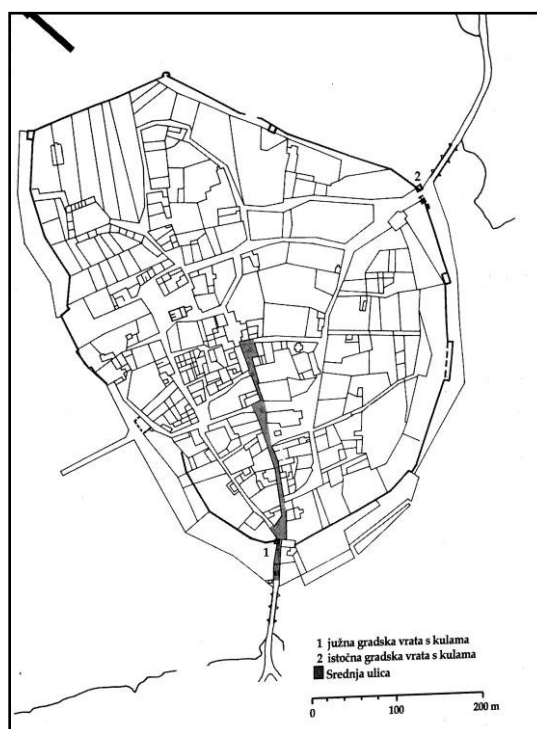 2
1
1 južna gradska vrata s kulama
2 istočna gradska vrata s kulama
Srednja ulica
0 100 200 m